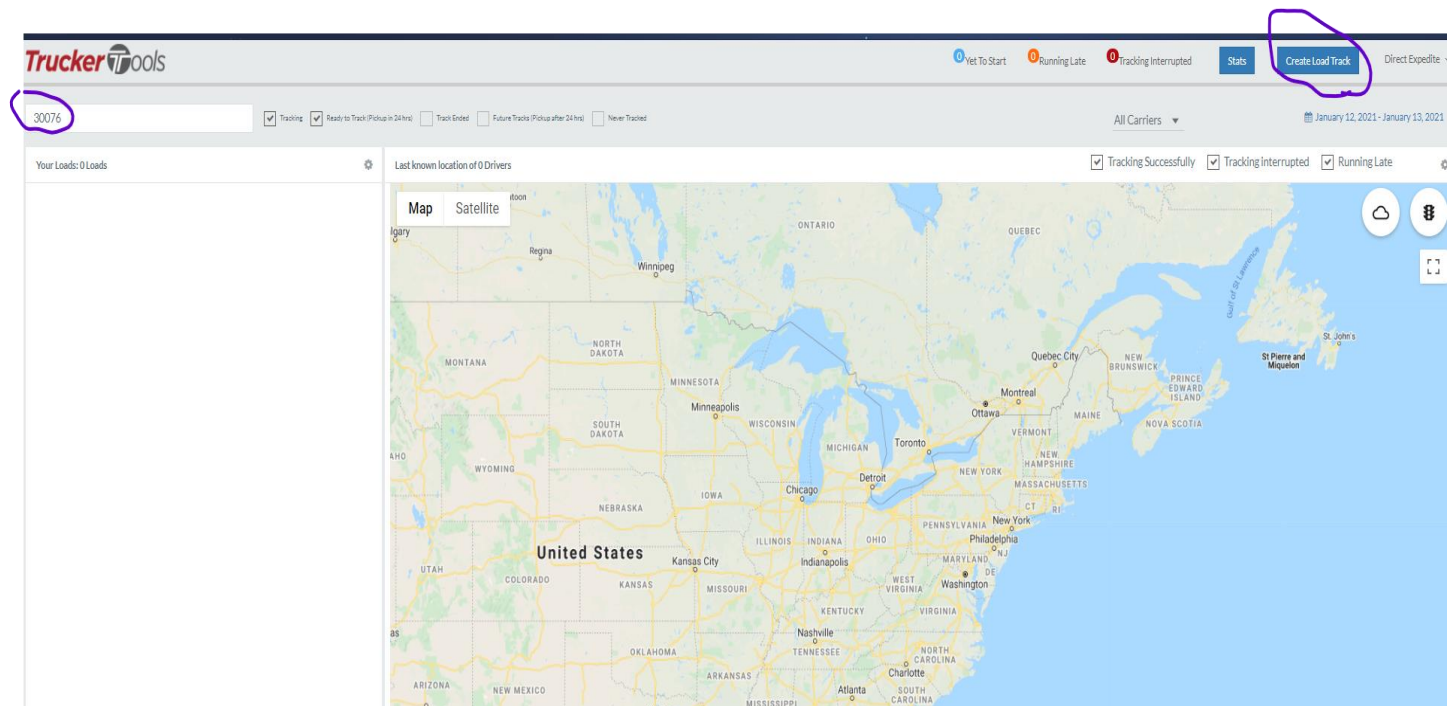 TruckerTools
0 Yet To Start 0 Running Late 0 Tracking Interrupted Stats Create Load Track Direct Expedite
30076 Tracking Ready to Track (Pickup in 24 hrs) Track Ended Future Tracks (Pickup after 24 hrs) Never Tracked All Carriers January 12, 2021 - January 13, 2021
Your Loads: 0 Loads Last known location of 0 Drivers Tracking Successfully Tracking Interrupted Running Late
Map Satellite
toon
lgary
ONTARIO
QUEBEC
Regina
Winnipeg
Gulf of St Lawrence
St. John's
NORTH
DAKOTA
MONTANA
Quebec City
NEW
BRUNSWICK
St Pierre and
Miquelon
PRINCE
EDWARD
ISLAND
MINNESOTA
Montreal
Ottawa
MAINE
NOVA SCOTIA
Minneapolis
SOUTH
DAKOTA
WISCONSIN
VERMONT
MICHIGAN
Toronto
AHO
WYOMING
NEW
HAMPSHIRE
NEW YORK
Detroit
MASSACHUSETTS
Chicago
IOWA
CT RI
NEBRASKA
PENNSYLVANIA
New York
ILLINOIS INDIANA OHIO
Philadelphia
United States
Kansas City
Indianapolis
MARYLAND NJ
UTAH
COLORADO
KANSAS
MISSOURI
WEST
VIRGINIA
DE
Washington
KENTUCKY
VIRGINIA
as
Nashville
OKLAHOMA
TENNESSEE
NORTH
CAROLINA
ARKANSAS
Charlotte
ARIZONA
NEW MEXICO
Atlanta
SOUTH
CAROLINA
MISSISSIPPI